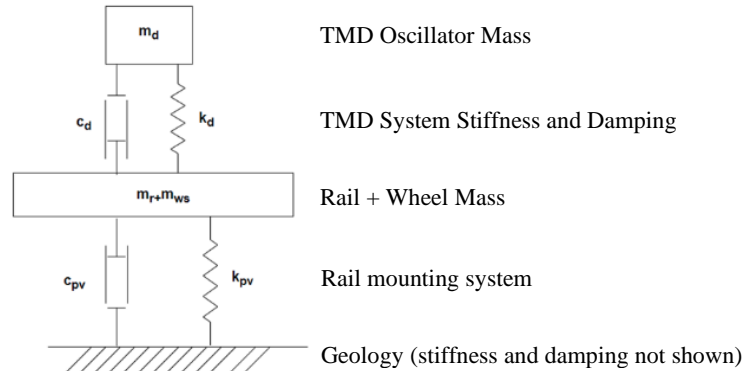 m_d TMD Oscillator Mass
c_d k_d TMD System Stiffness and Damping
m_r+m_ws Rail + Wheel Mass
c_pv k_pv Rail mounting system
Geology (stiffness and damping not shown)